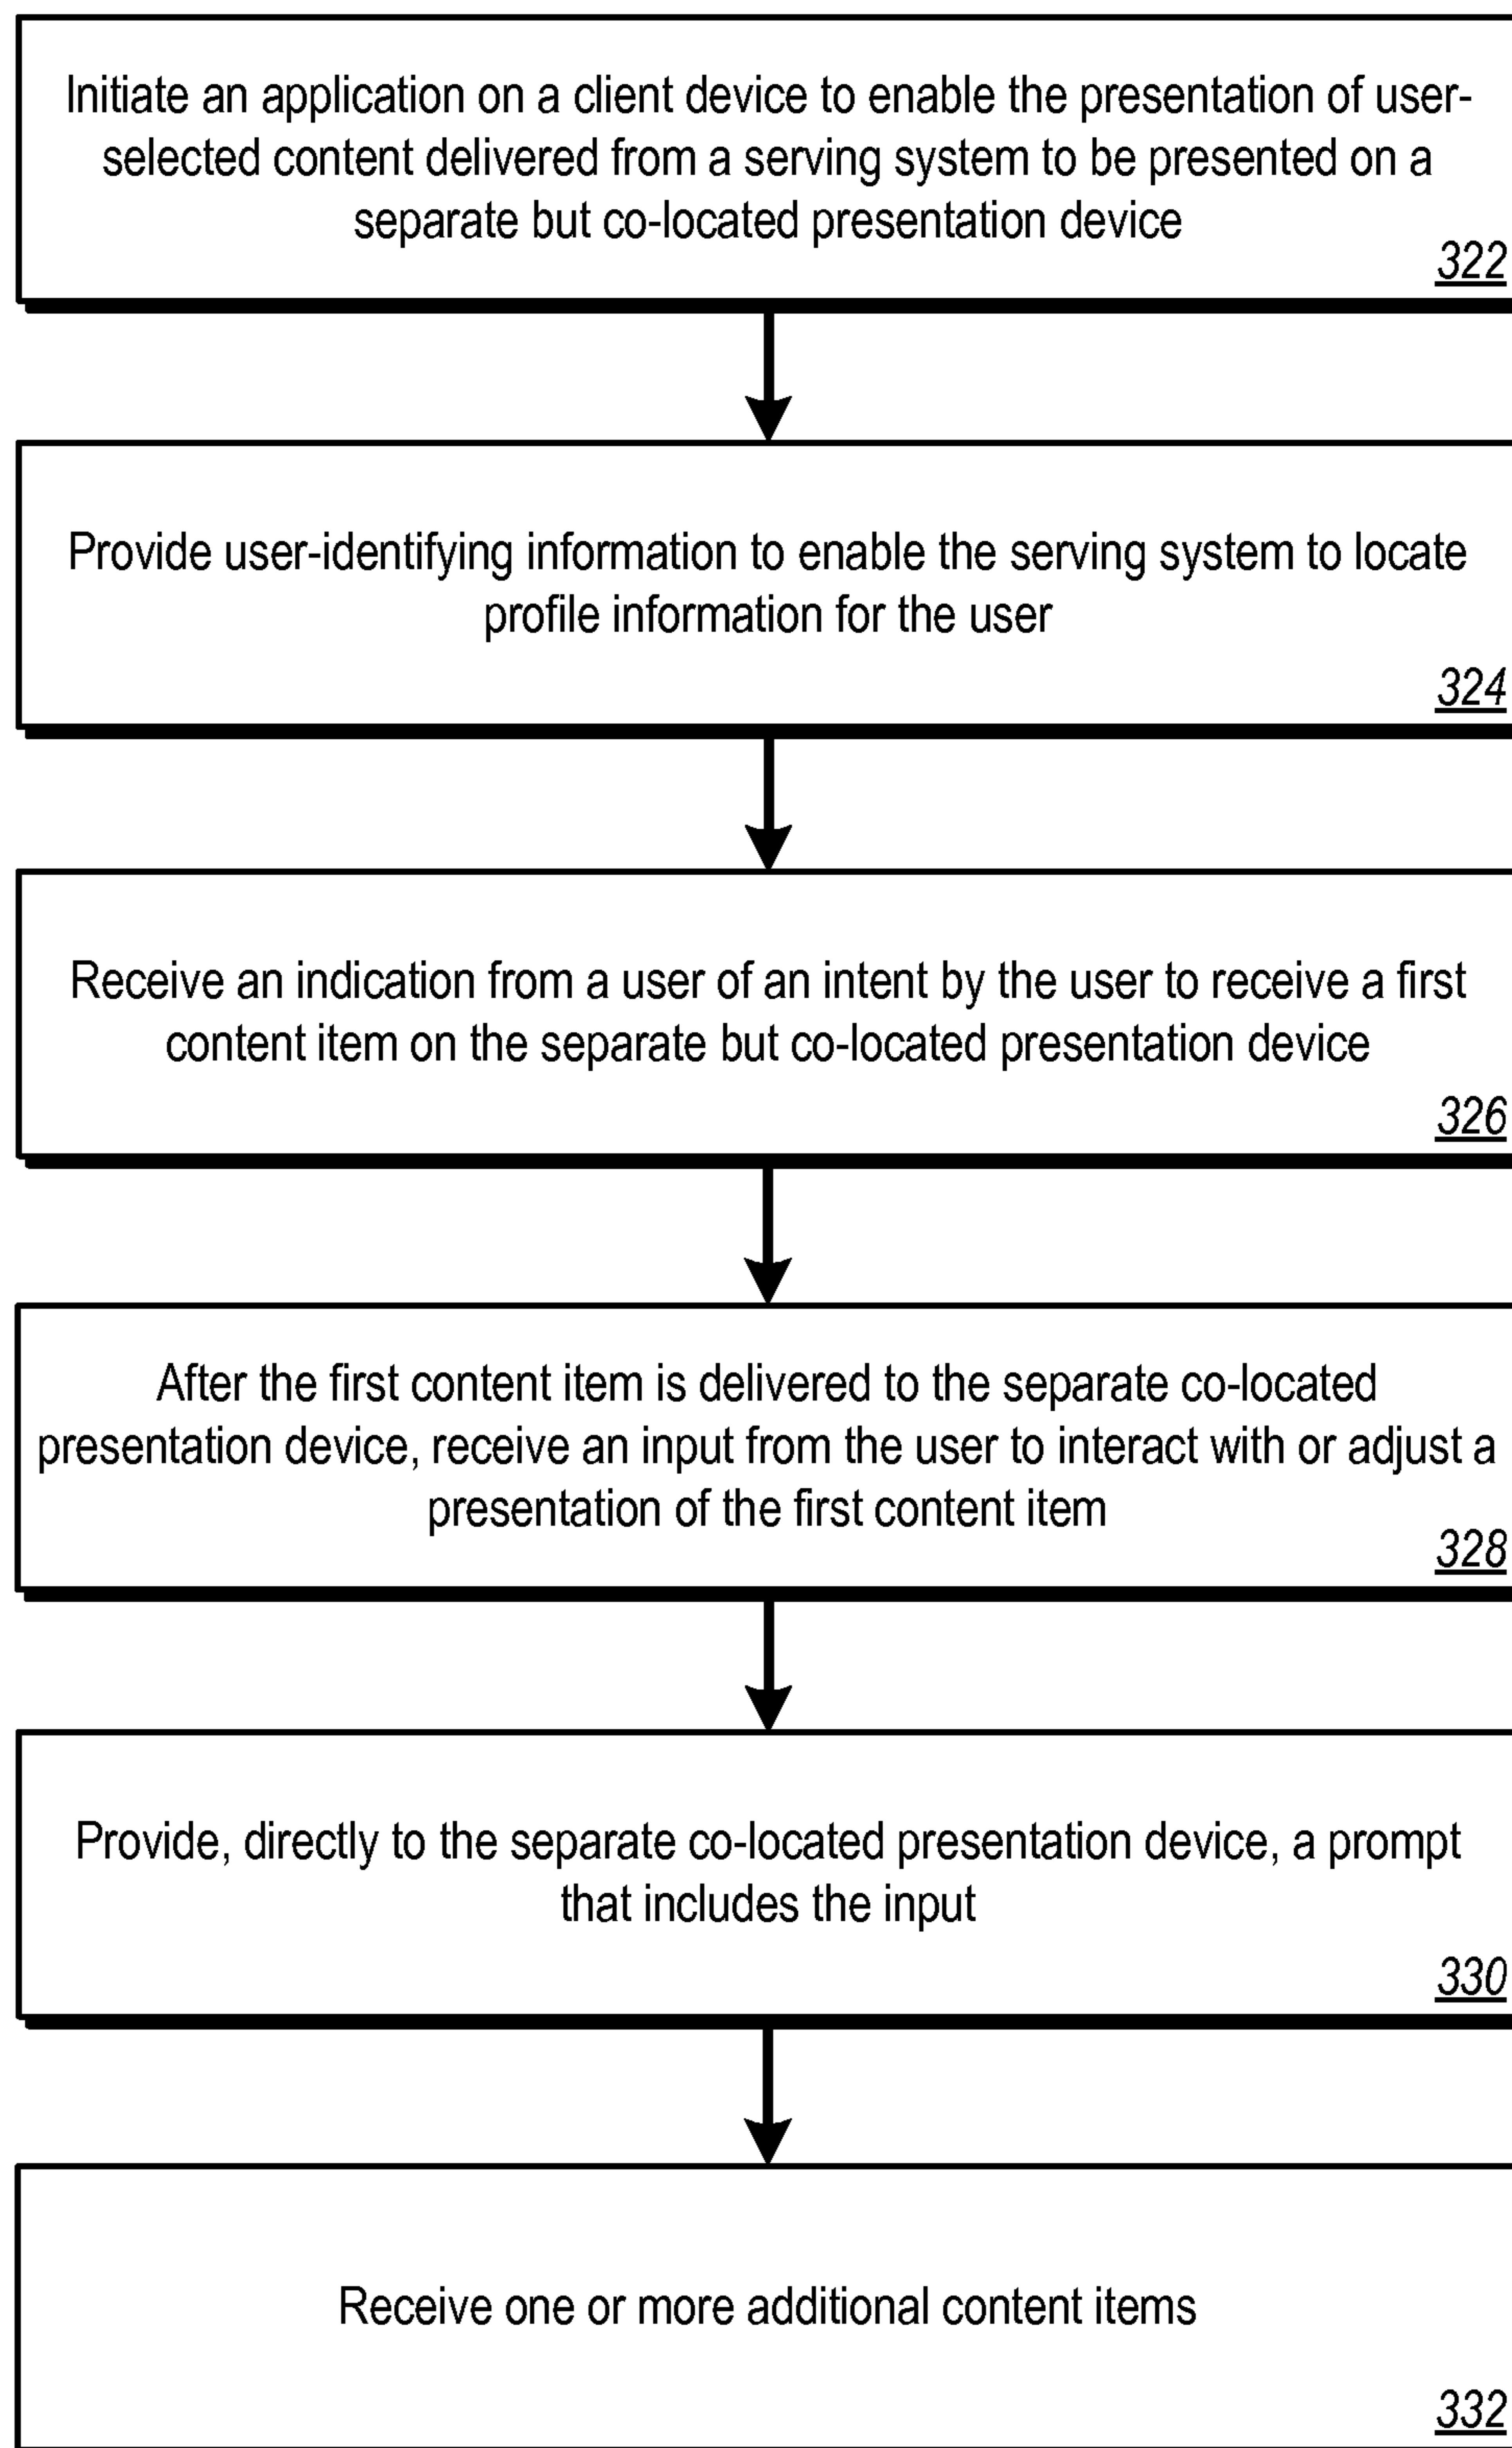 Initiate an application on a client device to enable the presentation of user-
selected content delivered from a serving system to be presented on a
separate but co-located presentation device
322
Provide user-identifying information to enable the serving system to locate
profile information for the user
324
Receive an indication from a user of an intent by the user to receive a first
content item on the separate but co-located presentation device
326
After the first content item is delivered to the separate co-located
presentation device, receive an input from the user to interact with or adjust a
presentation of the first content item
328
Provide, directly to the separate co-located presentation device, a prompt
that includes the input
330
Receive one or more additional content items
332